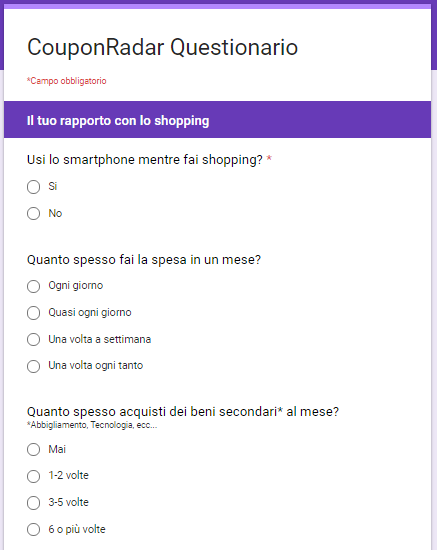 CouponRadar Questionario
*Campo obbligatorio
Il tuo rapporto con lo shopping
Usi lo smartphone mentre fai shopping? *
Si
No
Quanto spesso fai la spesa in un mese?
Ogni giorno
Quasi ogni giorno
Una volta a settimana
Una volta ogni tanto
Quanto spesso acquisti dei beni secondari* al mese?
*Abbigliamento, Tecnologia, ecc...
Mai
1-2 volte
3-5 volte
6 o più volte